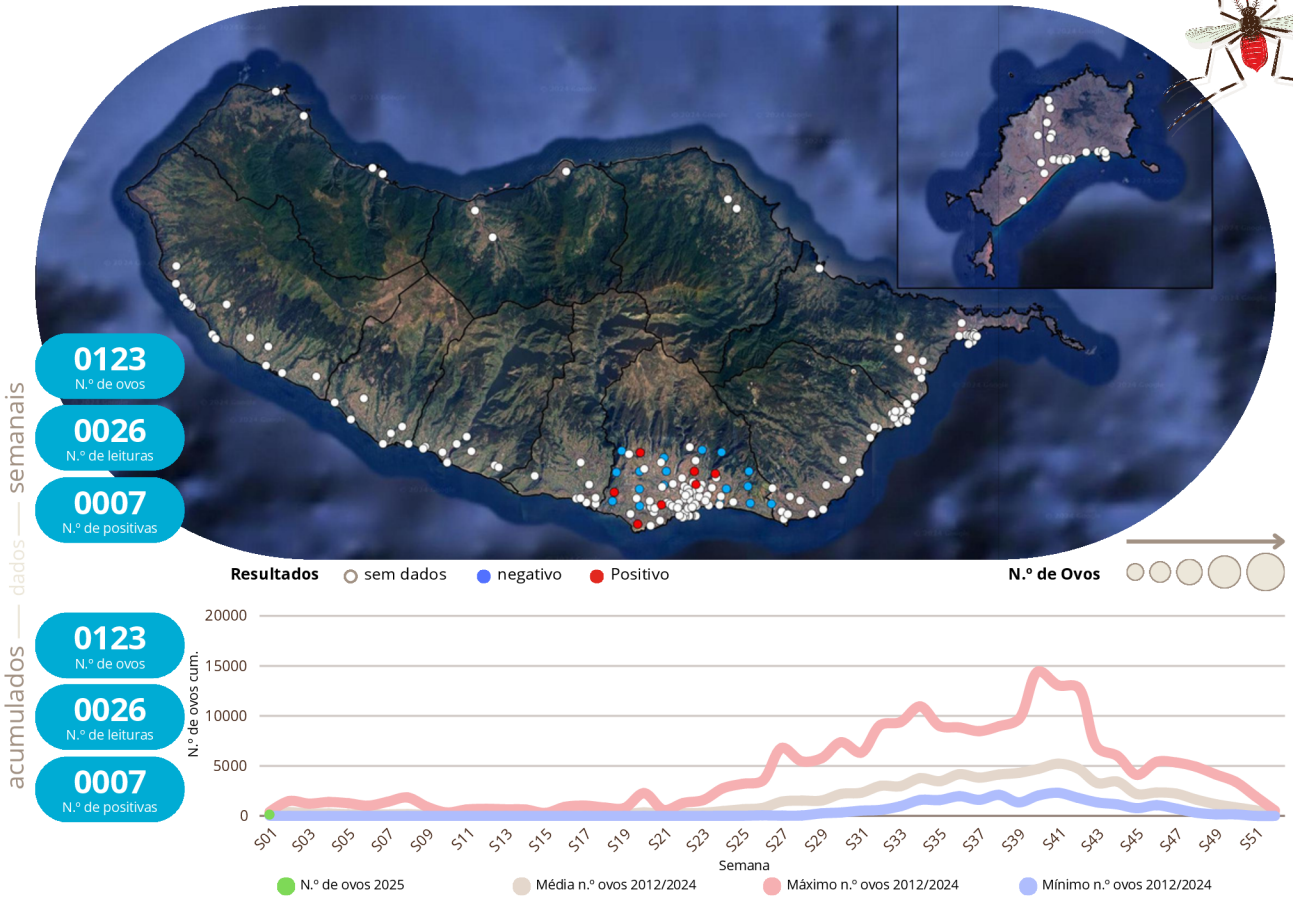 0123
N.º de ovos
0026
N.º de leituras
0007
N.º de positivas
semanais
dados
acumulados
Resultados
sem dados
negativo
Positivo
N.º de Ovos
0123
N.º de ovos
0026
N.º de leituras
0007
N.º de positivas
N.º de ovos cum.
20000
15000
10000
5000
0
S01 S03 S05 S07 S09 S11 S13 S15 S17 S19 S21 S23 S25 S27 S29 S31 S33 S35 S37 S39 S41 S43 S45 S47 S49 S51
Semana
N.º de ovos 2025
Média n.º ovos 2012/2024
Máximo n.º ovos 2012/2024
Mínimo n.º ovos 2012/2024